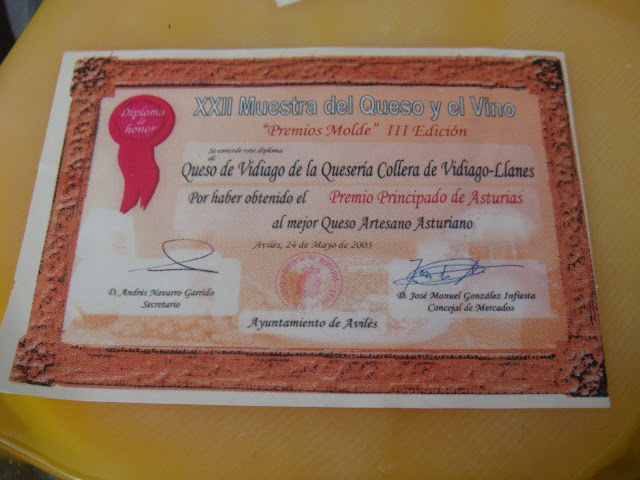 Diploma
de
honor
XXII Muestra del Queso y el Vino
"Premios Molde" III Edición
Se concede este diploma
al
Queso de Vidiago de la Quesería Collera de Vidiago-Llanes
Por haber obtenido el Premio Principado de Asturias
al mejor Queso Artesano Asturiano
Avilés, 24 de Mayo de 2003
D. Andrés Navarro Garrido
Secretario
D. José Manuel González Infiesta
Concejal de Mercados
Ayuntamiento de Avilés